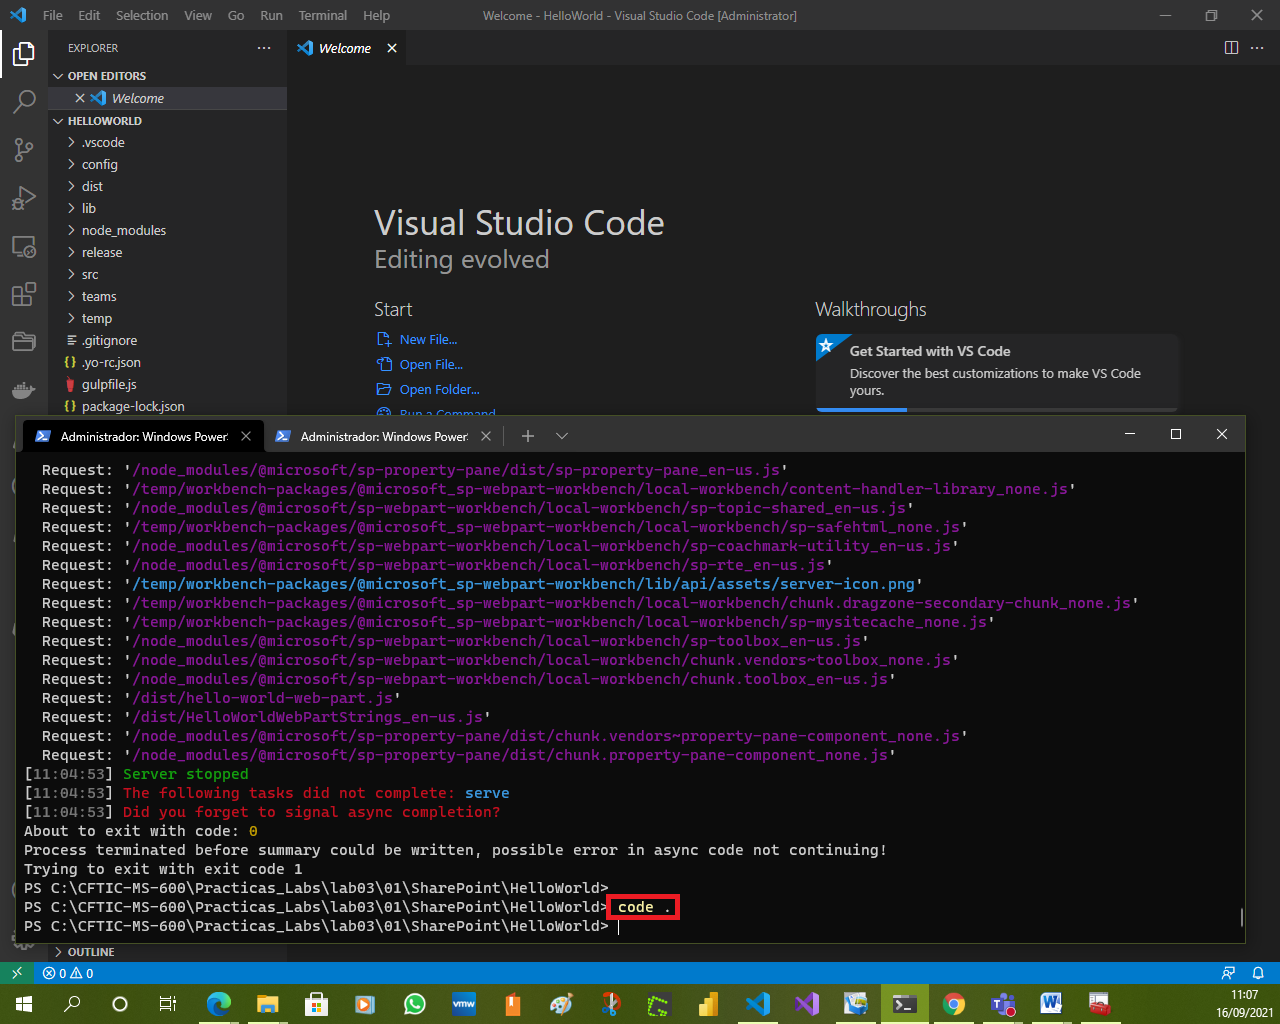 File Edit Selection View Go Run Terminal Help
Welcome - HelloWorld - Visual Studio Code [Administrator]
EXPLORER
Welcome
OPEN EDITORS
Welcome
HELLOWORLD
.vscode
config
dist
lib
node_modules
release
src
teams
temp
.gitignore
.yo-rc.json
gulpfile.js
package-lock.json
Visual Studio Code
Editing evolved
Start
New File...
Open File...
Open Folder...
Run a Command
Walkthroughs
Get Started with VS Code
Discover the best customizations to make VS Code
yours.
Administrador: Windows Power
Administrador: Windows Power
Request: '/node_modules/@microsoft/sp-property-pane/dist/sp-property-pane_en-us.js'
Request: '/temp/workbench-packages/@microsoft_sp-webpart-workbench/local-workbench/content-handler-library_none.js'
Request: '/node_modules/@microsoft/sp-webpart-workbench/local-workbench/sp-topic-shared_en-us.js'
Request: '/temp/workbench-packages/@microsoft_sp-webpart-workbench/local-workbench/sp-safehtml_none.js'
Request: '/node_modules/@microsoft/sp-webpart-workbench/local-workbench/sp-coachmark-utility_en-us.js'
Request: '/node_modules/@microsoft/sp-webpart-workbench/local-workbench/sp-rte_en-us.js'
Request: '/temp/workbench-packages/@microsoft_sp-webpart-workbench/lib/api/assets/server-icon.png'
Request: '/temp/workbench-packages/@microsoft_sp-webpart-workbench/local-workbench/chunk.dragzone-secondary-chunk_none.js'
Request: '/temp/workbench-packages/@microsoft_sp-webpart-workbench/local-workbench/sp-mysitecache_none.js'
Request: '/node_modules/@microsoft/sp-webpart-workbench/local-workbench/sp-toolbox_en-us.js'
Request: '/node_modules/@microsoft/sp-webpart-workbench/local-workbench/chunk.vendors~toolbox_none.js'
Request: '/node_modules/@microsoft/sp-webpart-workbench/local-workbench/chunk.toolbox_en-us.js'
Request: '/dist/hello-world-web-part.js'
Request: '/dist/HelloWorldWebPartStrings_en-us.js'
Request: '/node_modules/@microsoft/sp-property-pane/dist/chunk.vendors~property-pane-component_none.js'
Request: '/node_modules/@microsoft/sp-property-pane/dist/chunk.property-pane-component_none.js'
[11:04:53] Server stopped
[11:04:53] The following tasks did not complete: serve
[11:04:53] Did you forget to signal async completion?
About to exit with code: 0
Process terminated before summary could be written, possible error in async code not continuing!
Trying to exit with exit code 1
PS C:\CFTIC-MS-600\Practicas_Labs\lab03\01\SharePoint\HelloWorld>
PS C:\CFTIC-MS-600\Practicas_Labs\lab03\01\SharePoint\HelloWorld> code .
PS C:\CFTIC-MS-600\Practicas_Labs\lab03\01\SharePoint\HelloWorld>
OUTLINE
0 0
vmw
11:07
16/09/2021